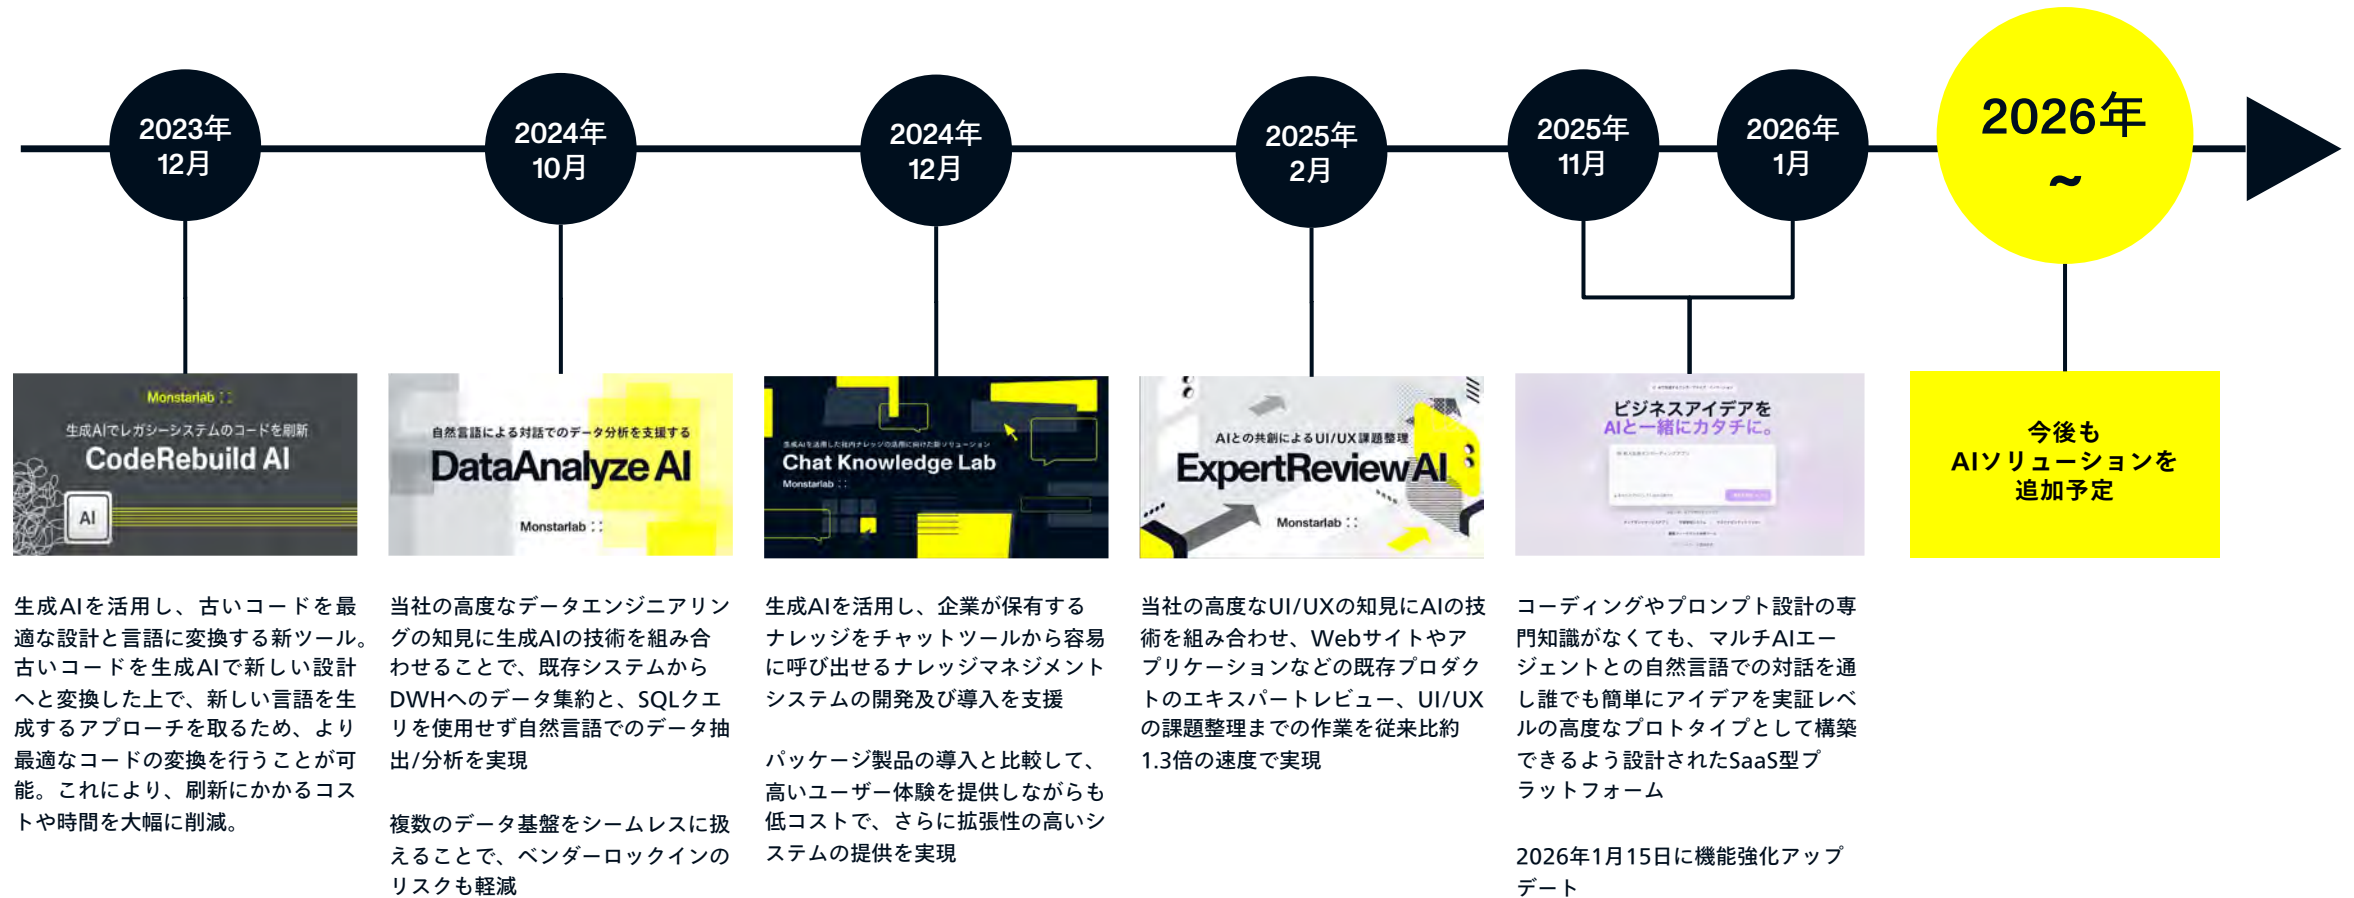 2023年
12月
2024年
10月
2024年
12月
2025年
2月
2025年
11月
2026年
1月
2026年
~
Monstarlab
生成AIでレガシーシステムのコードを刷新
CodeRebuild AI
AI
自然言語による対話でのデータ分析を支援する
DataAnalyze AI
Monstarlab
生成AIを活用した社内ナレッジの活用に向けた新ソリューション
Chat Knowledge Lab
Monstarlab
AIとの共創によるUI/UX課題整理
ExpertReview AI
Monstarlab
ビジネスアイデアを
AIと一緒にカタチに。
今後も
AIソリューションを
追加予定
生成AIを活用し、古いコードを最
適な設計と言語に変換する新ツール。
古いコードを生成AIで新しい設計
へと変換した上で、新しい言語を生
成するアプローチを取るため、より
最適なコードの変換を行うことが可
能。これにより、刷新にかかるコス
トや時間を大幅に削減。
当社の高度なデータエンジニアリン
グの知見に生成AIの技術を組み合
わせることで、既存システムから
DWHへのデータ集約と、SQLクエ
リを使用せず自然言語でのデータ抽
出/分析を実現
複数のデータ基盤をシームレスに扱
えることで、ベンダーロックインの
リスクも軽減
生成AIを活用し、企業が保有する
ナレッジをチャットツールから容易
に呼び出せるナレッジマネジメント
システムの開発及び導入を支援
パッケージ製品の導入と比較して、
高いユーザー体験を提供しながらも
低コストで、さらに拡張性の高いシ
ステムの提供を実現
当社の高度なUI/UXの知見にAIの技
術を組み合わせ、Webサイトやア
プリケーションなどの既存プロダク
トのエキスパートレビュー、UI/UX
の課題整理までの作業を従来比約
1.3倍の速度で実現
コーディングやプロンプト設計の専
門知識がなくても、マルチAIエー
ジェントとの自然言語での対話を通
し誰でも簡単にアイデアを実証レベ
ルの高度なプロトタイプとして構築
できるよう設計されたSaaS型プ
ラットフォーム
2026年1月15日に機能強化アップ
デート